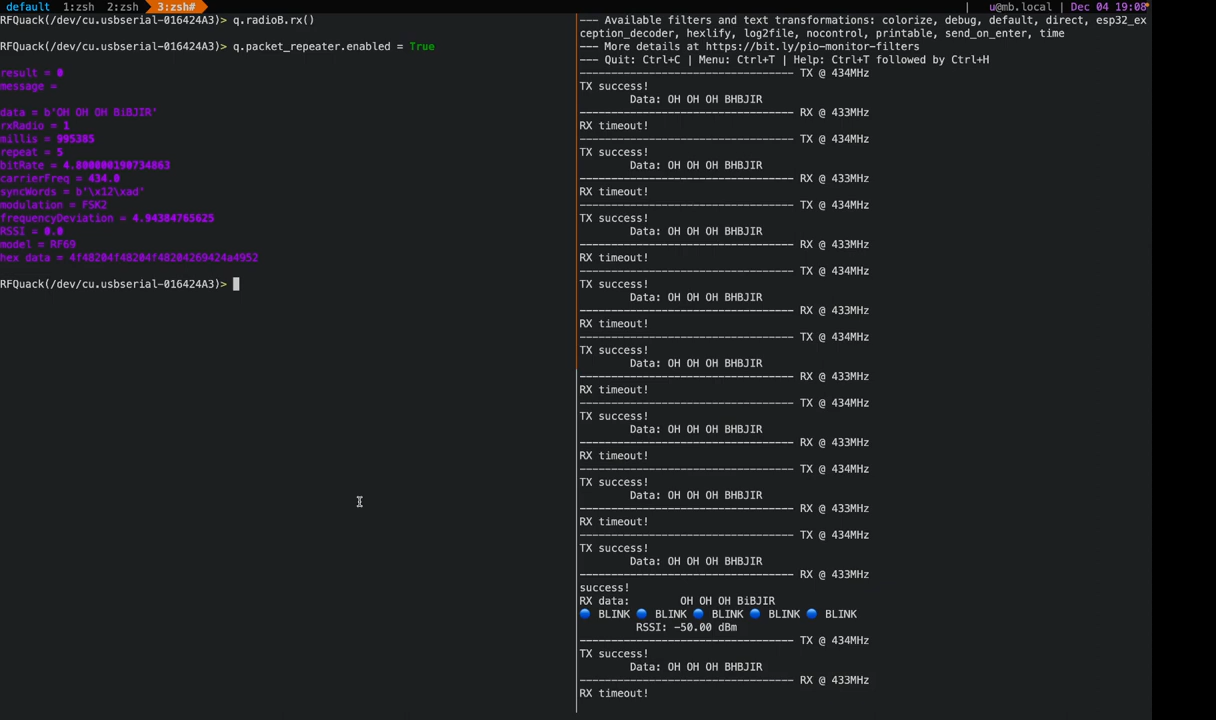 default 1:zsh 2:zsh 3:zsh# | u@mb.local | Dec 04 19:08
RFQuack(/dev/cu.usbserial-016424A3)> q.radioB.rx()
RFQuack(/dev/cu.usbserial-016424A3)> q.packet_repeater.enabled = True
result = 0
message =
data = b'OH OH OH BiBJIR'
rxRadio = 1
millis = 995385
repeat = 5
bitRate = 4.800000190734863
carrierFreq = 434.0
syncWords = b'\x12\xad'
modulation = FSK2
frequencyDeviation = 4.94384765625
RSSI = 0.0
model = RF69
hex data = 4f48204f48204f48204269424a4952
RFQuack(/dev/cu.usbserial-016424A3)>
--- Available filters and text transformations: colorize, debug, default, direct, esp32_ex
ception_decoder, hexlify, log2file, nocontrol, printable, send_on_enter, time
--- More details at https://bit.ly/pio-monitor-filters
--- Quit: Ctrl+C | Menu: Ctrl+T | Help: Ctrl+T followed by Ctrl+H
---------------------------------- TX @ 434MHz
TX success!
Data: OH OH OH BHBJIR
---------------------------------- RX @ 433MHz
RX timeout!
---------------------------------- TX @ 434MHz
TX success!
Data: OH OH OH BHBJIR
---------------------------------- RX @ 433MHz
RX timeout!
---------------------------------- TX @ 434MHz
TX success!
Data: OH OH OH BHBJIR
---------------------------------- RX @ 433MHz
RX timeout!
---------------------------------- TX @ 434MHz
TX success!
Data: OH OH OH BHBJIR
---------------------------------- RX @ 433MHz
RX timeout!
---------------------------------- TX @ 434MHz
TX success!
Data: OH OH OH BHBJIR
---------------------------------- RX @ 433MHz
RX timeout!
---------------------------------- TX @ 434MHz
TX success!
Data: OH OH OH BHBJIR
---------------------------------- RX @ 433MHz
RX timeout!
---------------------------------- TX @ 434MHz
TX success!
Data: OH OH OH BHBJIR
---------------------------------- RX @ 433MHz
RX timeout!
---------------------------------- TX @ 434MHz
TX success!
Data: OH OH OH BHBJIR
---------------------------------- RX @ 433MHz
success!
RX data: OH OH OH BiBJIR
🔵 BLINK 🔵 BLINK 🔵 BLINK 🔵 BLINK 🔵 BLINK
RSSI: -50.00 dBm
---------------------------------- TX @ 434MHz
TX success!
Data: OH OH OH BHBJIR
---------------------------------- RX @ 433MHz
RX timeout!